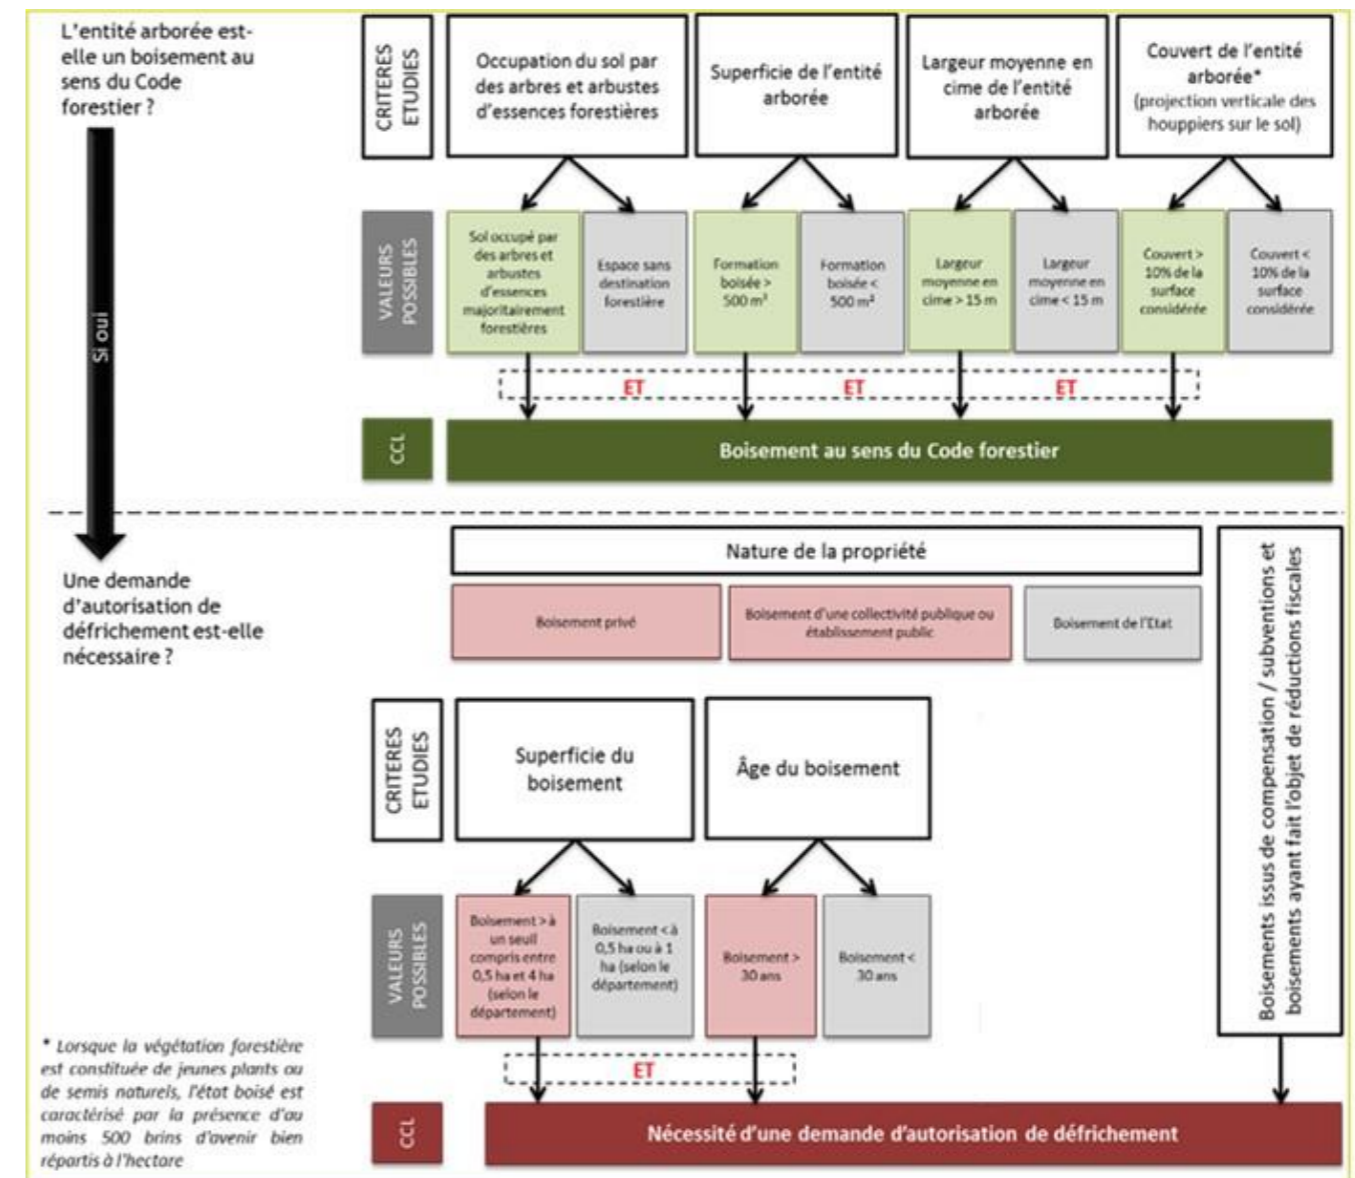 L'entité arborée est-
elle un boisement au
sens du Code
forestier ?
Si oui
CRITERES
ETUDIES
Occupation du sol par
des arbres et arbustes
d'essences forestières
Superficie de l'entité
arborée
Largeur moyenne en
cime de l'entité
arborée
Couvert de l'entité
arborée*
(projection verticale des
houppiers sur le sol)
VALEURS
POSSIBLES
Sol occupé par
des arbres et
arbustes
d'essences
majoritairement
forestières
Espace sans
destination
forestière
Formation
boisée >
500 m²
Formation
boisée <
500 m²
Largeur
moyenne en
cime > 15 m
Largeur
moyenne en
cime < 15 m
Couvert >
10% de la
surface
considérée
Couvert <
10% de la
surface
considérée
ET
ET
ET
CCL
Boisement au sens du Code forestier
Une demande
d'autorisation de
défrichement est-elle
nécessaire ?
Nature de la propriété
Boisement privé
Boisement d'une collectivité publique ou
établissement public
Boisement de l'Etat
Boisements issus de compensation / subventions et
boisements ayant fait l'objet de réductions fiscales
CRITERES
ETUDIES
Superficie du
boisement
Âge du boisement
VALEURS
POSSIBLES
Boisement > à
un seuil
compris entre
0,5 ha et 4 ha
(selon le
département)
Boisement < à
0,5 ha ou à 1
ha (selon le
département)
Boisement >
30 ans
Boisement <
30 ans
ET
CCL
Nécessité d'une demande d'autorisation de défrichement
* Lorsque la végétation forestière
est constituée de jeunes plants ou
de semis naturels, l'état boisé est
caractérisé par la présence d'au
moins 500 brins d'avenir bien
répartis à l'hectare